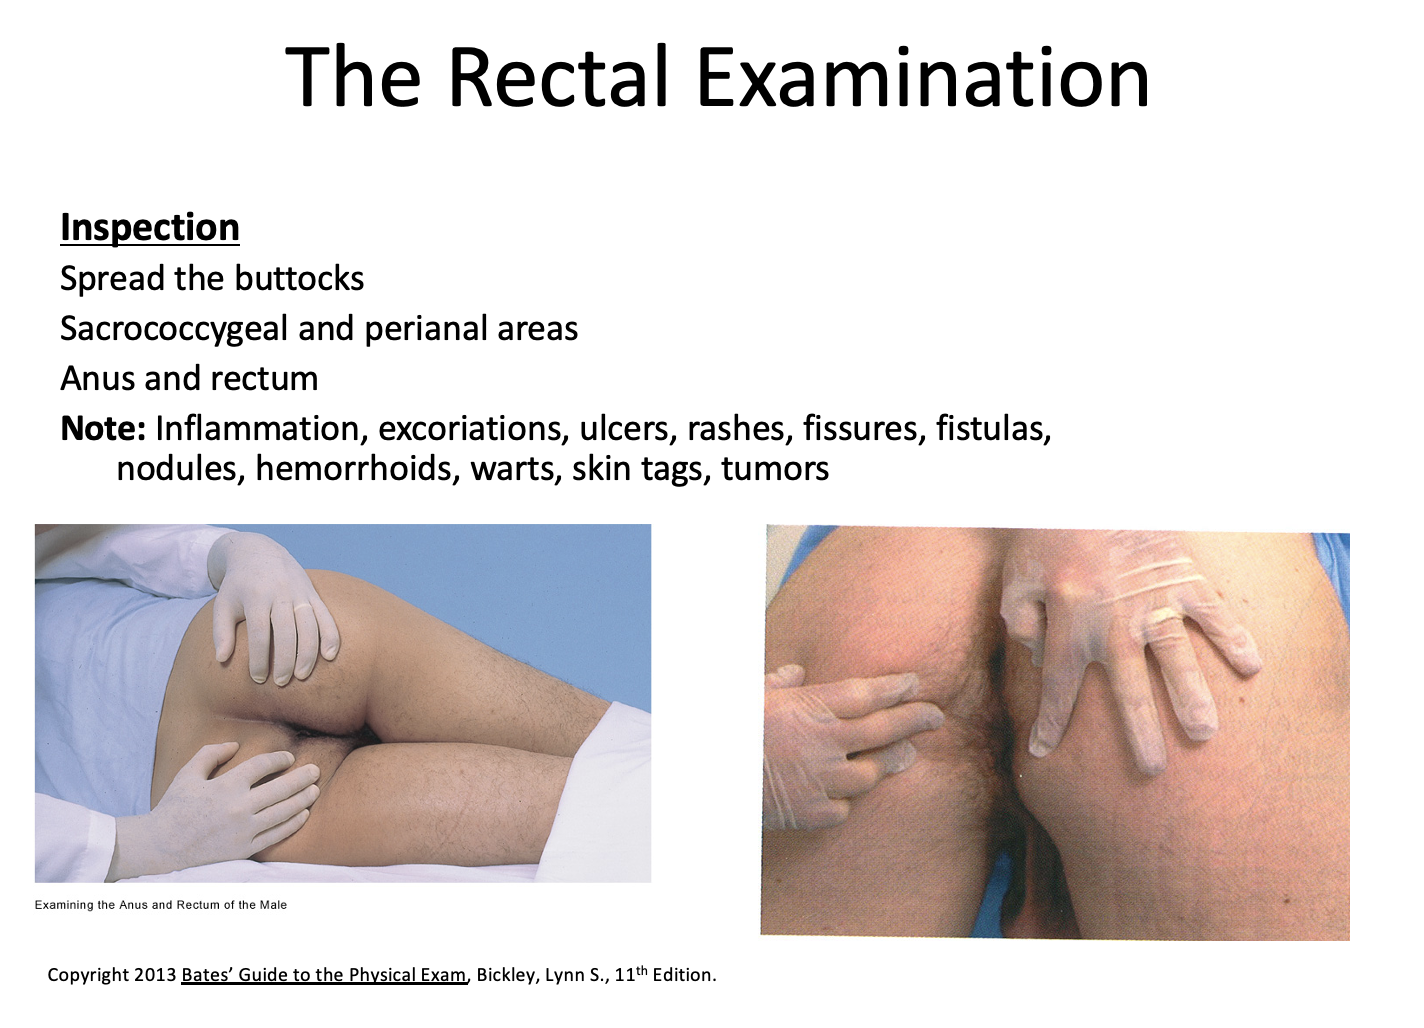 The Rectal Examination
Inspection
Spread the buttocks
Sacrococcygeal and perianal areas
Anus and rectum
Note: Inflammation, excoriations, ulcers, rashes, fissures, fistulas,
nodules, hemorrhoids, warts, skin tags, tumors
Examining the Anus and Rectum of the Male
Copyright 2013 Bates’ Guide to the Physical Exam, Bickley, Lynn S., 11th Edition.